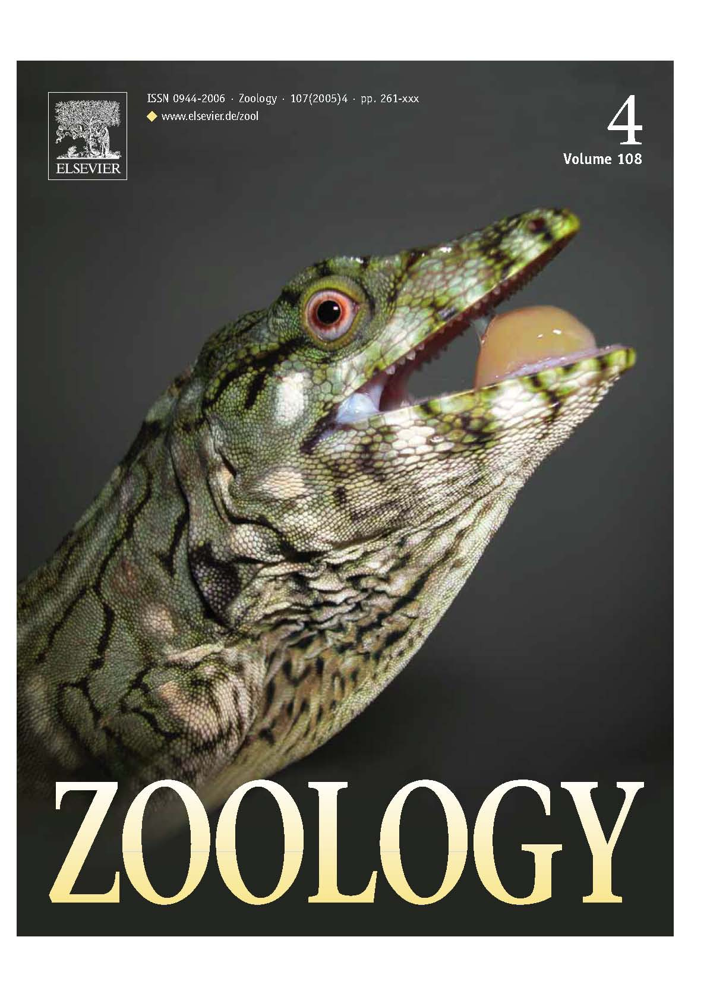 ISSN 0944-2006 · Zoology · 107(2005)4 · pp. 261-xxx
◆ www.elsevier.de/zool
4
Volume 108
ELSEVIER
ZOOLOGY